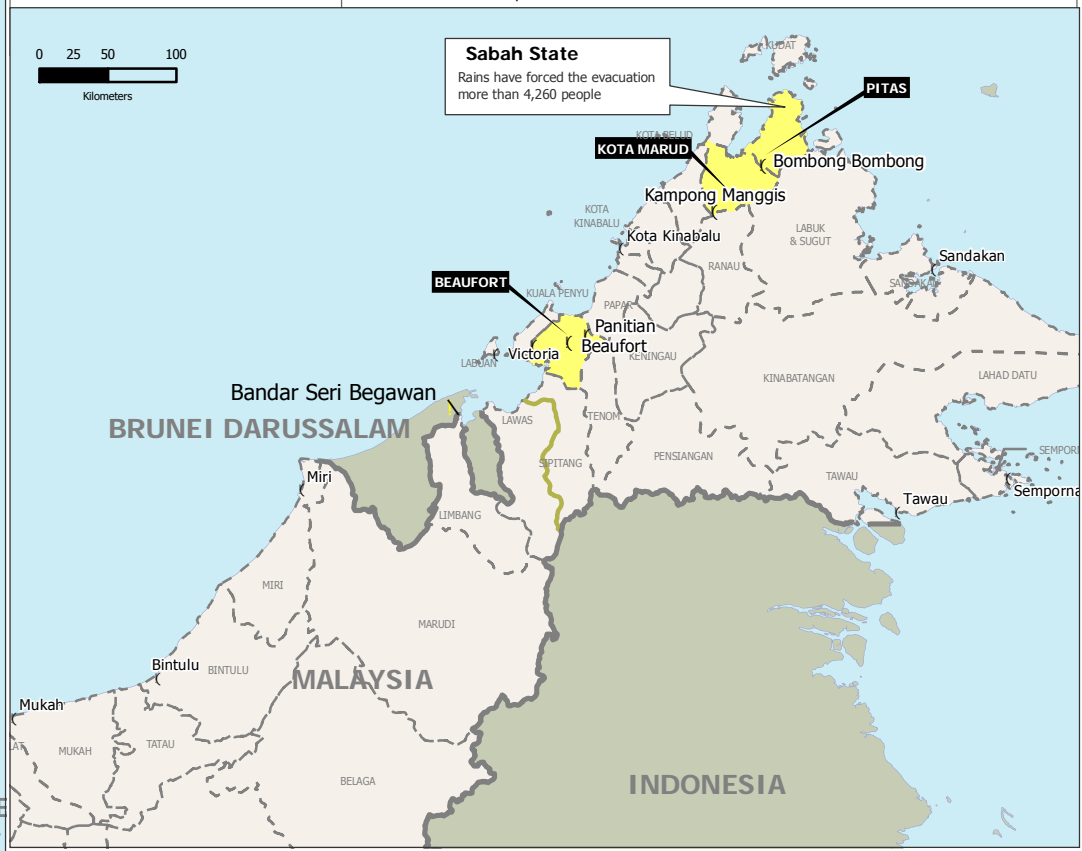 0 25 50 100
Kilometers
Sabah State
Rains have forced the evacuation
more than 4,260 people
KUDAT
PITAS
KOTA BELUD
KOTA MARUD
Bombong Bombong
Kampong Manggis
KOTA
KINABALU
Kota Kinabalu
LABUK
& SUGUT
RANAU
Sandakan
SANDAKAN
BEAUFORT
KUALA PENYU
PAPAR
Panitian
Beaufort
Victoria
KENINGAU
LABUAN
KINABATANGAN
LAHAD DATU
Bandar Seri Begawan
BRUNEI DARUSSALAM
LAWAS
TENOM
SIPITANG
PENSIANGAN
SEMPORN
TAWAU
Miri
Semporna
Tawau
LIMBANG
MIRI
MARUDI
Bintulu
BINTULU
MALAYSIA
Mukah
LAT
MUKAH
TATAU
BELAGA
INDONESIA